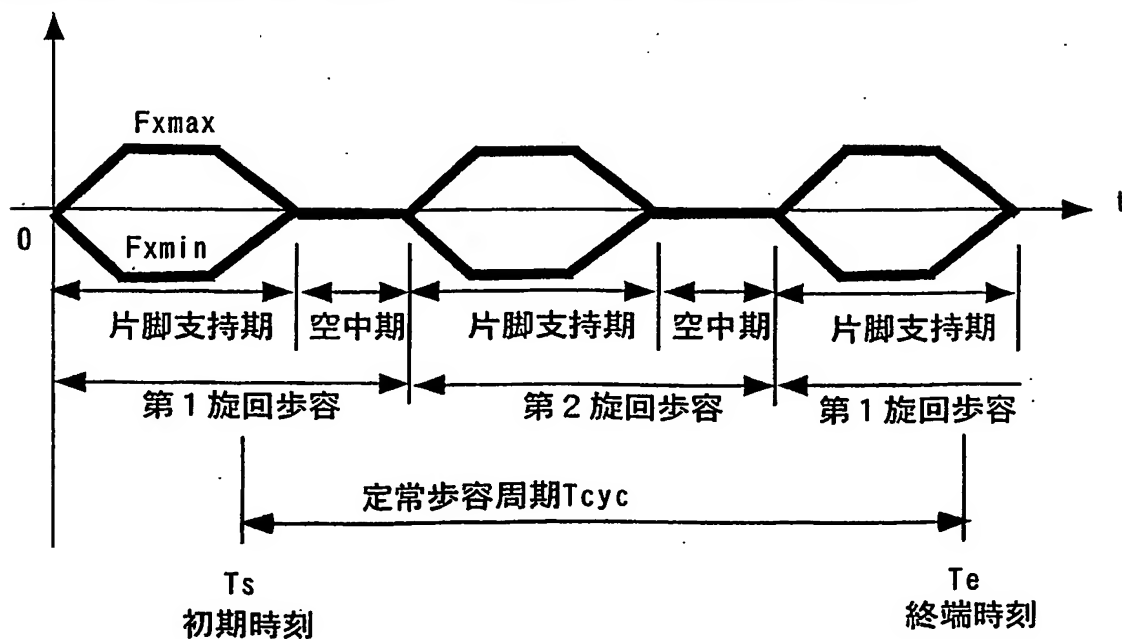 Fxmax
t
0
Fxmin
片脚支持期 空中期 片脚支持期 空中期 片脚支持期
第1旋回歩容 第2旋回歩容 第1旋回歩容
定常歩容周期Tcyc
Ts
初期時刻
Te
終端時刻